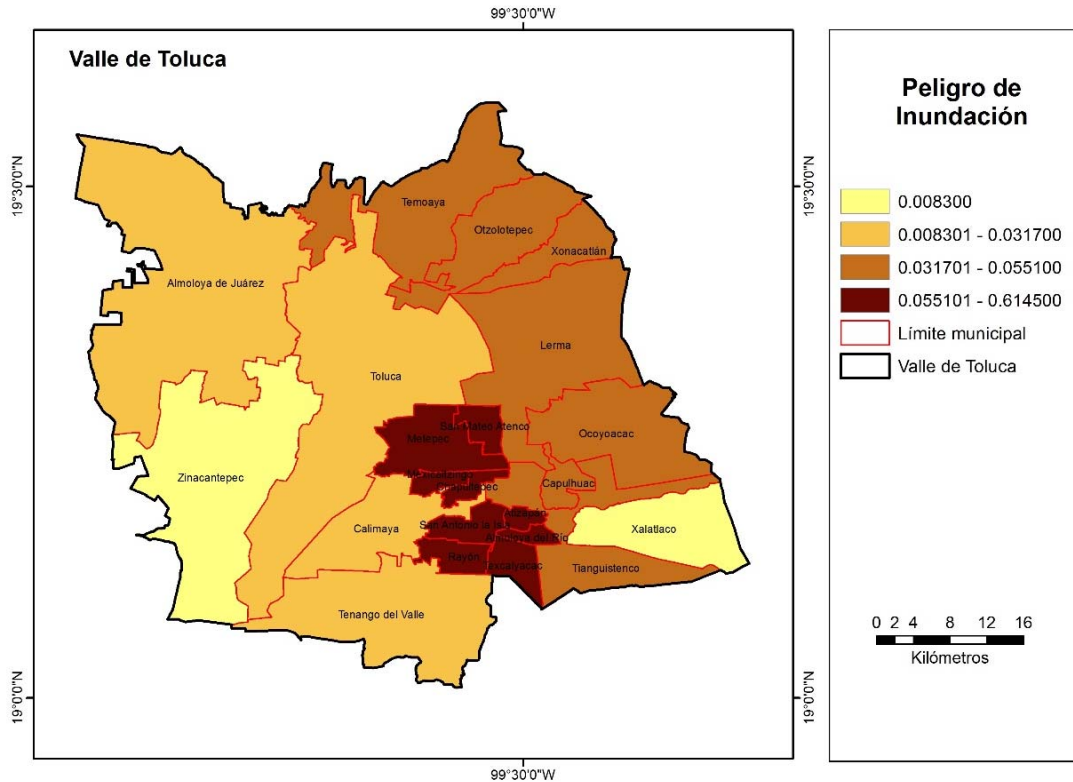 99°30'0"W
Valle de Toluca
19°30'0"N
19°30'0"N
Temoaya
Otzolotepec
Xonacatlán
Almoloya de Juárez
Lerma
Toluca
San Mateo Atenco
Metepec
Ocoyoacac
Zinacantepec
Mexicaltzingo
Chapultepec
Capulhuac
Atizapán
San Antonio la Isla
Calimaya
Xalatlaco
Almoloya del Río
Rayón
Texcalyacac
Tianguistenco
Tenango del Valle
19°0'0"N
19°0'0"N
99°30'0"W
Peligro de
Inundación
0.008300
0.008301 - 0.031700
0.031701 - 0.055100
0.055101 - 0.614500
Límite municipal
Valle de Toluca
0 2 4 8 12 16
Kilómetros